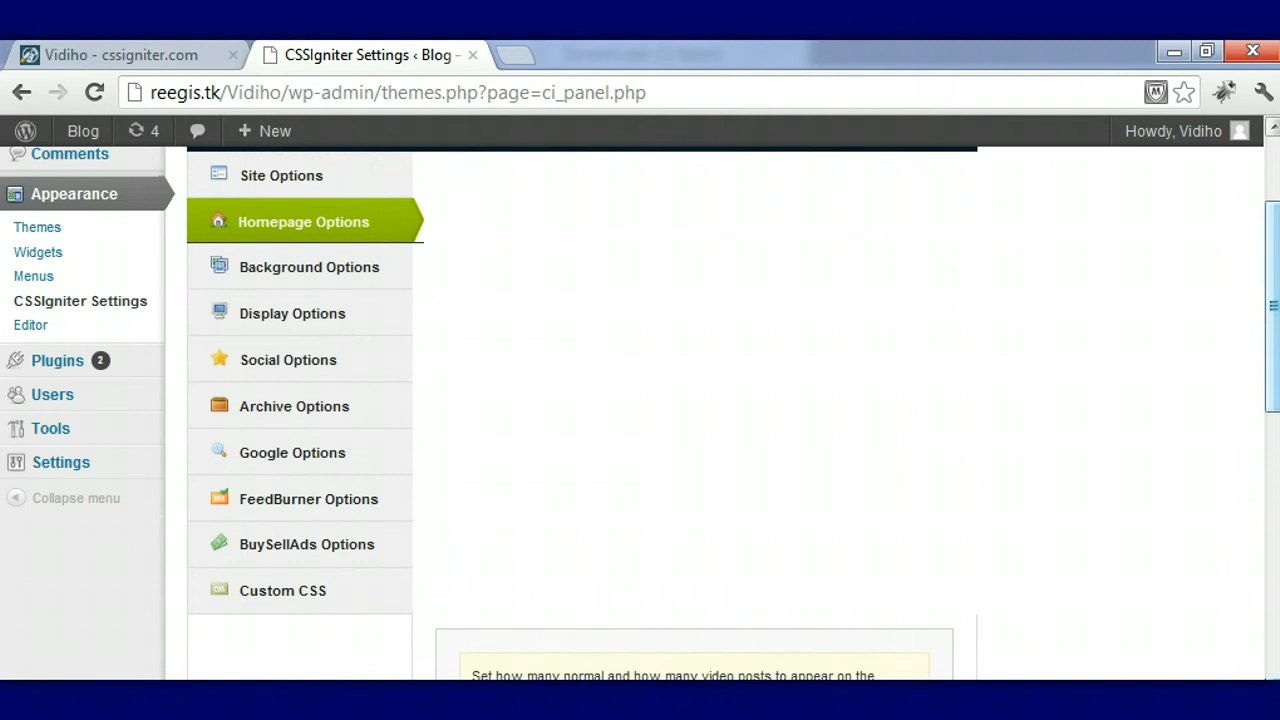 Vidiho - cssigniter.com
CSSIgniter Settings ‹ Blog –
reegis.tk/Vidiho/wp-admin/themes.php?page=ci_panel.php
Blog
4
+ New
Howdy, Vidiho
Comments
Appearance
Themes
Widgets
Menus
CSSIgniter Settings
Editor
Plugins 2
Users
Tools
Settings
Collapse menu
Site Options
Homepage Options
Background Options
Display Options
Social Options
Archive Options
Google Options
FeedBurner Options
BuySellAds Options
Custom CSS
Set how many normal and how many video posts to appear on the